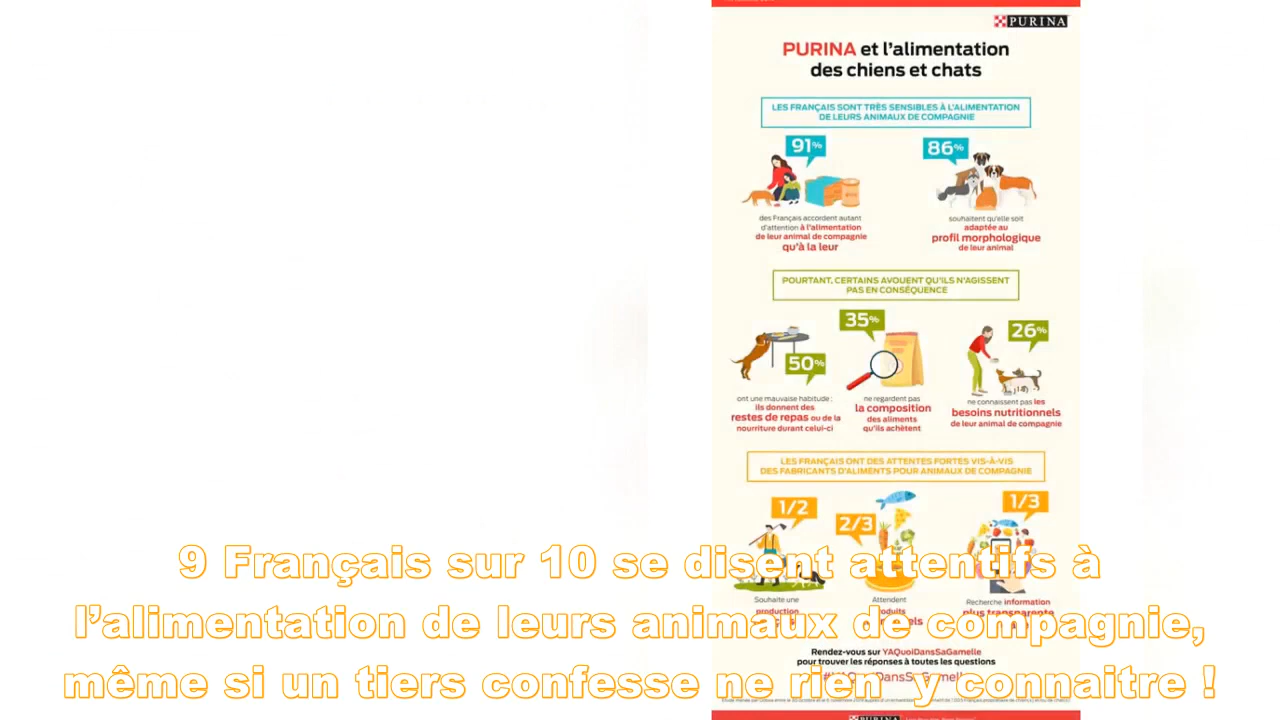 PURINA
PURINA et l'alimentation
des chiens et chats
LES FRANÇAIS SONT TRÈS SENSIBLES À L'ALIMENTATION
DE LEURS ANIMAUX DE COMPAGNIE
91%
86%
des Français accordent autant
d'attention à l'alimentation
de leur animal de compagnie
qu'à la leur
souhaitent qu'elle soit
adaptée au
profil morphologique
de leur animal
POURTANT, CERTAINS AVOUENT QU'ILS N'AGISSENT
PAS EN CONSÉQUENCE
50%
35%
26%
ont une mauvaise habitude :
ils donnent des
restes de repas ou de la
nourriture durant celui-ci
ne regardent pas
la composition
des aliments
qu'ils achètent
ne connaissent pas les
besoins nutritionnels
de leur animal de compagnie
LES FRANÇAIS ONT DES ATTENTES FORTES VIS-À-VIS
DES FABRICANTS D'ALIMENTS POUR ANIMAUX DE COMPAGNIE
1/2
2/3
1/3
Souhaite une
production
Attendent
Recherche information
plus transparente
Rendez-vous sur YAQuoiDansSaGamelle
pour trouver les réponses à toutes les questions
9 Français sur 10 se disent attentifs à
l’alimentation de leurs animaux de compagnie,
même si un tiers confesse ne rien y connaitre !
PURINA